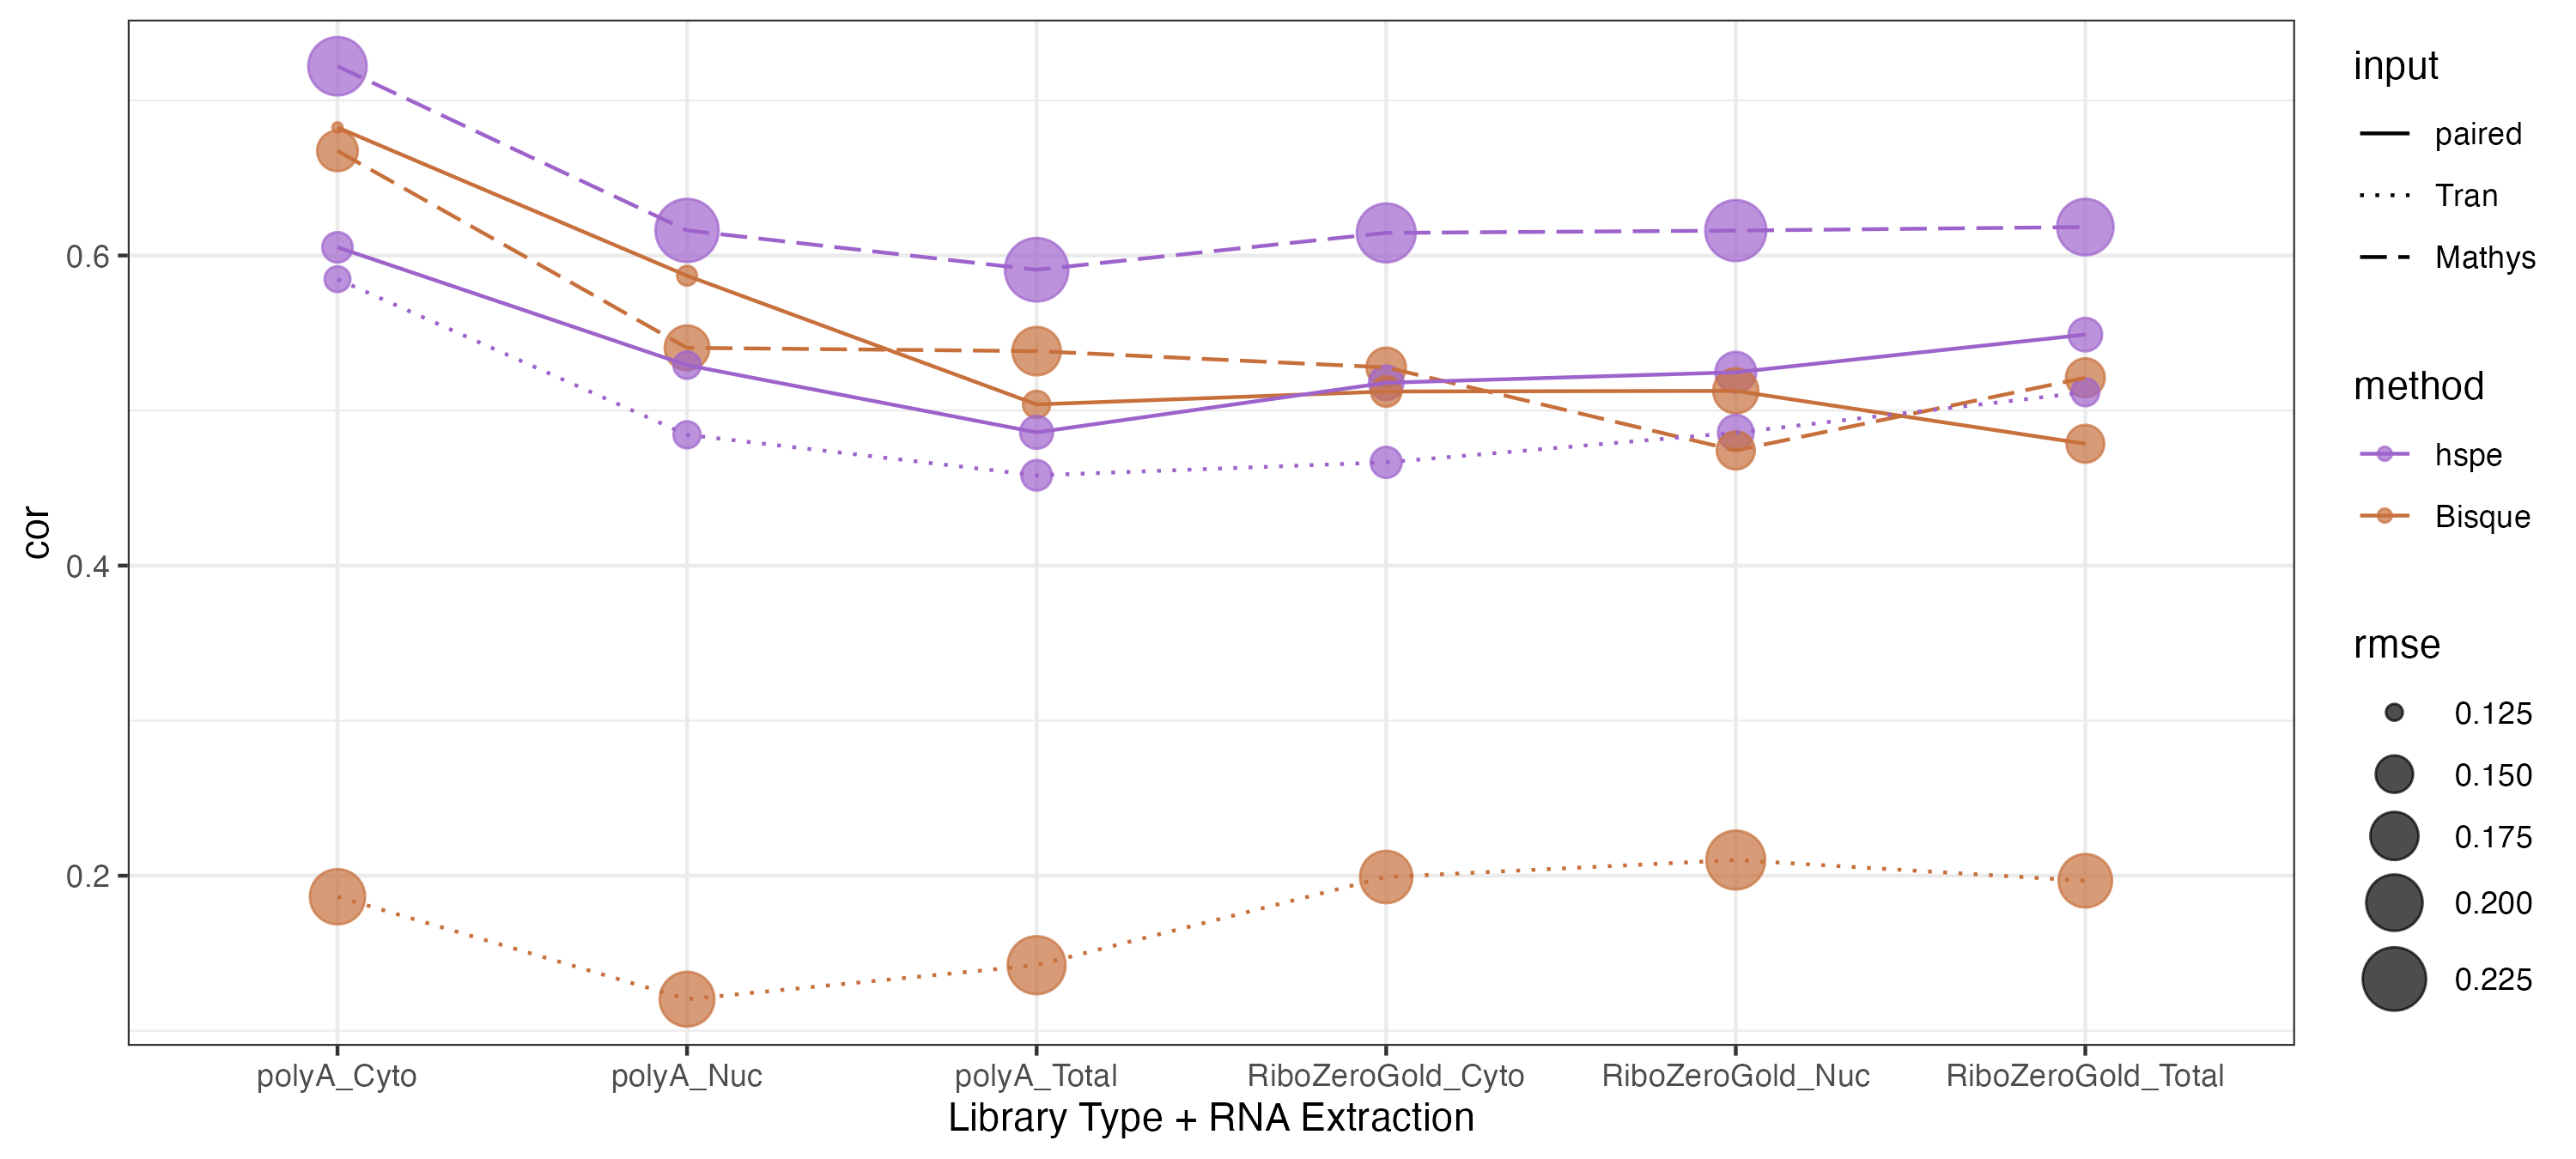 cor
0.6
0.4
0.2
polyA_Cyto
polyA_Nuc
polyA_Total
RiboZeroGold_Cyto
RiboZeroGold_Nuc
RiboZeroGold_Total
Library Type + RNA Extraction
input
paired
Tran
Mathys
method
hspe
Bisque
rmse
0.125
0.150
0.175
0.200
0.225